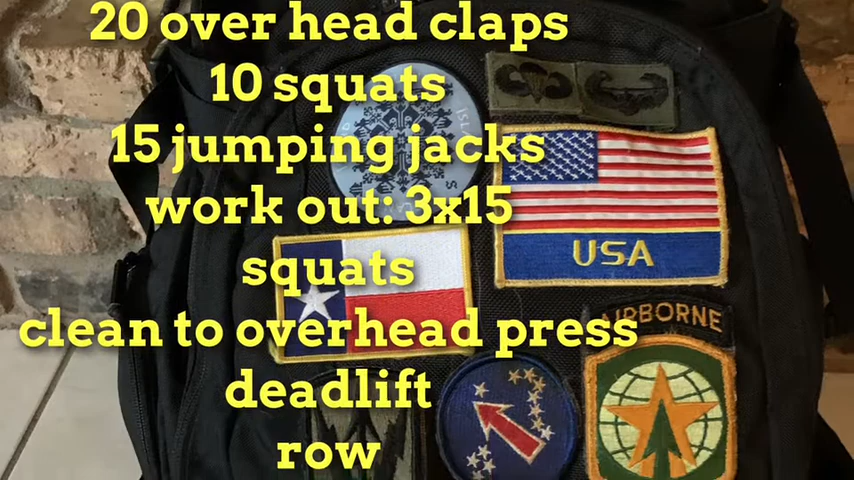 20 over head claps
10 squats
15 jumping jacks
work out: 3x15
squats
clean to overhead press
deadlift
row
USA
AIRBORNE